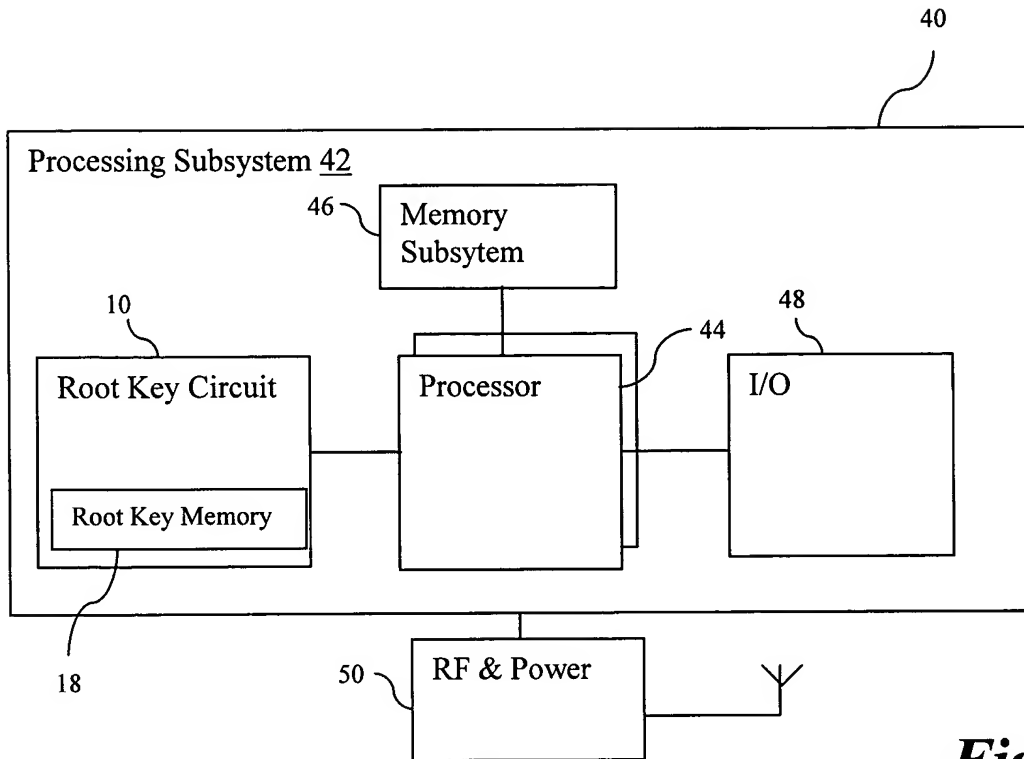 40
Processing Subsystem 42
46
Memory
Subsytem
10
44
48
Root Key Circuit
Processor
I/O
Root Key Memory
18
50
RF & Power